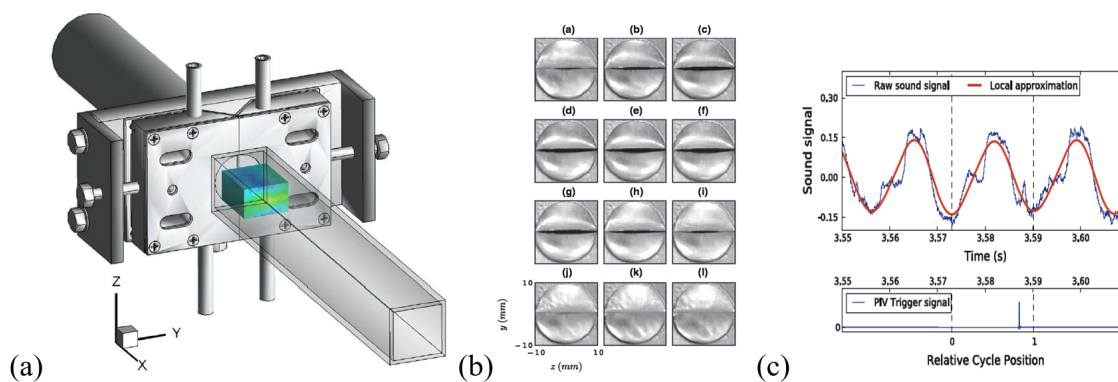 (a)
Z
Y
X
(b)
(a) (b) (c)
(d) (e) (f)
(g) (h) (i)
(j) (k) (l)
10
y (mm)
-10
-10 10
z (mm)
(c)
Raw sound signal Local approximation
Sound signal
0,30
0,15
0,00
-0,15
3,55 3,56 3,57 3,58 3,59 3,60
Time (s)
3,55 3,56 3,57 3,58 3,59 3,60
PIV Trigger signal
0
0 1
Relative Cycle Position